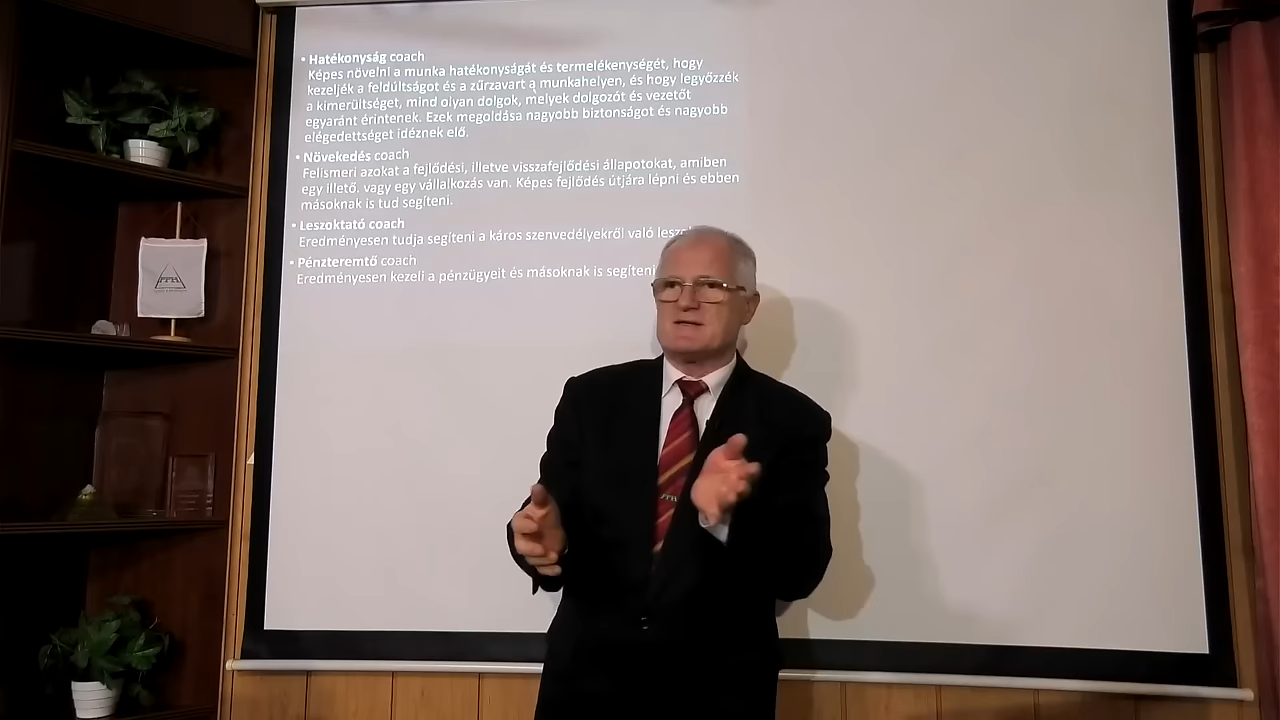 • Hatékonyság coach
Képes növelni a munka hatékonyságát és termelékenységét, hogy
kezeljék a feldúltságot és a zűrzavart a munkahelyen, és hogy legyőzzék
a kimerültséget, mind olyan dolgok, melyek dolgozót és vezetőt
egyaránt érintenek. Ezek megoldása nagyobb biztonságot és nagyobb
elégedettséget idéznek elő.
• Növekedés coach
Felismeri azokat a fejlődési, illetve visszafejlődési állapotokat, amiben
egy illető. vagy egy vállalkozás van. Képes fejlődés útjára lépni és ebben
másoknak is tud segíteni.
• Leszoktató coach
Eredményesen tudja segíteni a káros szenvedélyekről való
• Pénzteremtő coach
Eredményesen kezeli a pénzügyeit és másoknak is segíteni